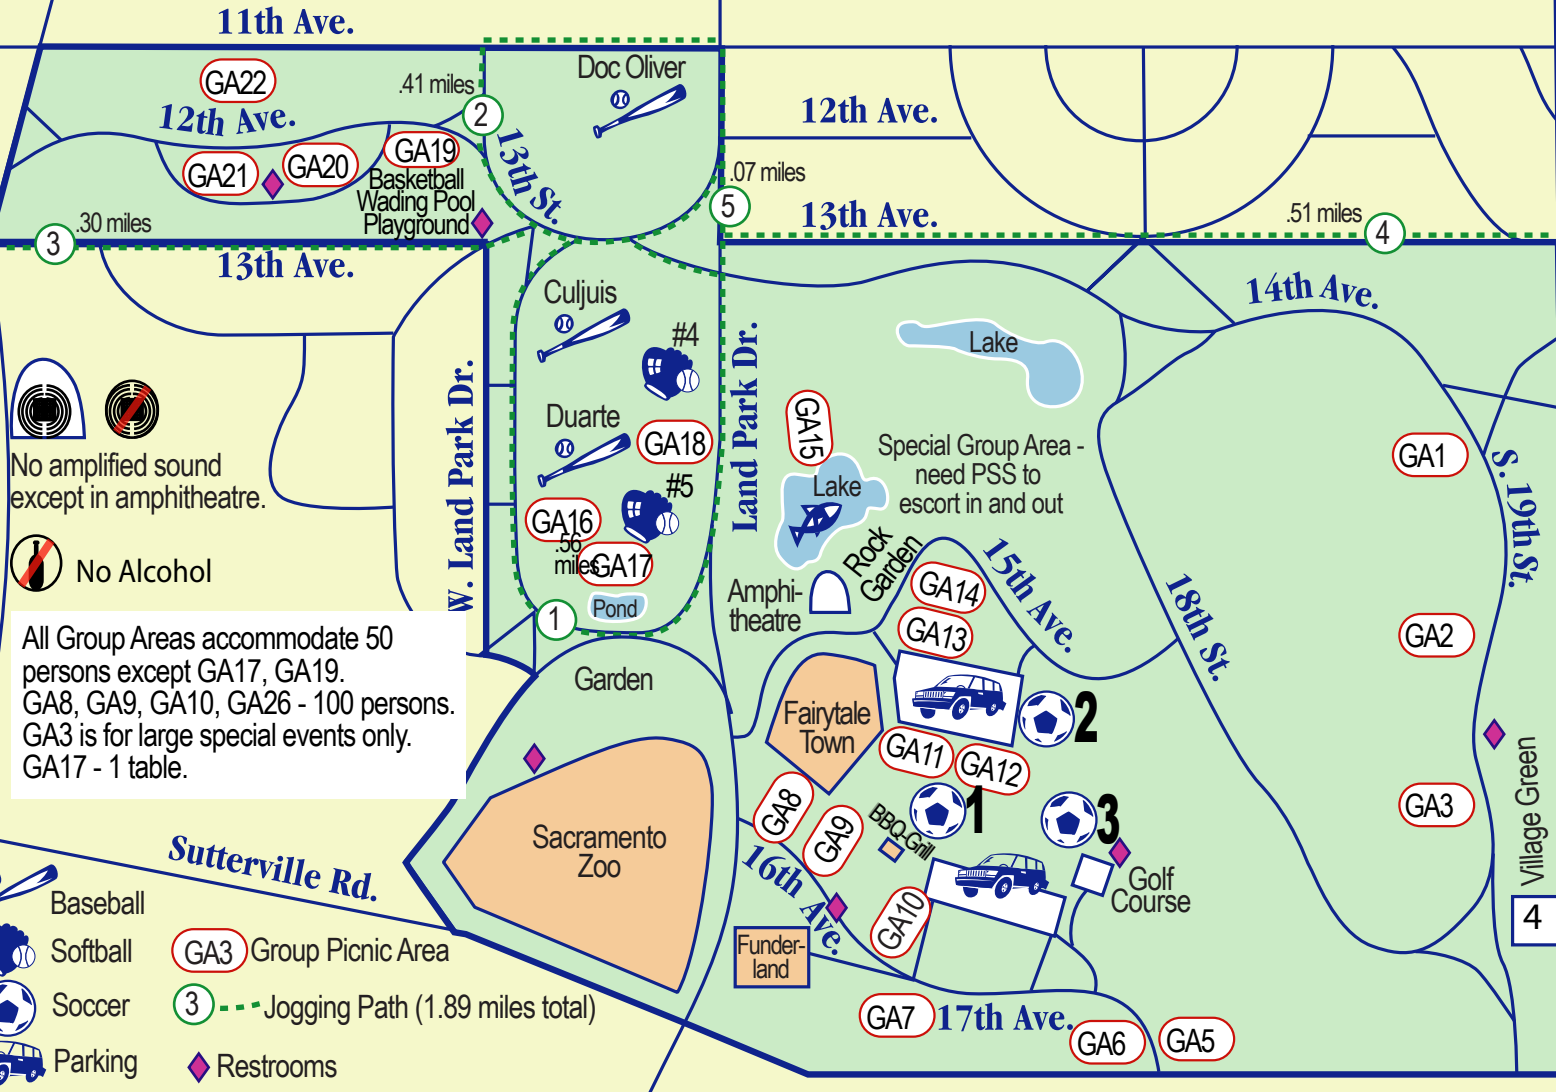 11th Ave.
Doc Oliver
GA22
.41 miles
2
12th Ave.
12th Ave.
13th St.
GA19
GA21
GA20
Basketball
Wading Pool
Playground
.07 miles
5
13th Ave.
.51 miles
4
.30 miles
3
13th Ave.
14th Ave.
Culjuis
#4
Lake
Land Park Dr.
W. Land Park Dr.
Duarte
GA18
GA15
Special Group Area -
need PSS to
escort in and out
GA1
S. 19th St.
No amplified sound
except in amphitheatre.
#5
Lake
GA16
.56
miles
GA17
Rock
Garden
15th Ave.
No Alcohol
Pond
1
Amphi-
theatre
GA14
GA13
18th St.
GA2
All Group Areas accommodate 50
persons except GA17, GA19.
GA8, GA9, GA10, GA26 - 100 persons.
GA3 is for large special events only.
GA17 - 1 table.
Garden
Fairytale
Town
2
GA11
GA12
GA8
GA9
BBQ-Grill
1
3
GA3
Village Green
Sacramento
Zoo
Sutterville Rd.
16th Ave.
GA10
Golf
Course
4
Funder-
land
Baseball
Softball
GA3 Group Picnic Area
Soccer
3 Jogging Path (1.89 miles total)
Parking
Restrooms
GA7
17th Ave.
GA6
GA5